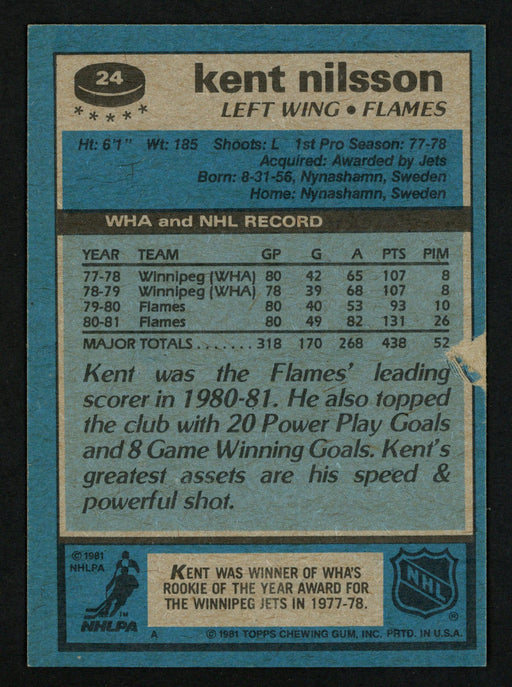 24
kent nilsson
LEFT WING • FLAMES
Ht: 6'1" Wt: 185 Shoots: L 1st Pro Season: 77-78
Acquired: Awarded by Jets
Born: 8-31-56, Nynashamn, Sweden
Home: Nynashamn, Sweden
WHA and NHL RECORD
YEAR TEAM GP G A PTS PIM
77-78 Winnipeg (WHA) 80 42 65 107 8
78-79 Winnipeg (WHA) 78 39 68 107 8
79-80 Flames 80 40 53 93 10
80-81 Flames 80 49 82 131 26
MAJOR TOTALS ....... 318 170 268 438 52
Kent was the Flames' leading
scorer in 1980-81. He also topped
the club with 20 Power Play Goals
and 8 Game Winning Goals. Kent's
greatest assets are his speed &
powerful shot.
© 1981
NHLPA
KENT WAS WINNER OF WHA'S
ROOKIE OF THE YEAR AWARD FOR
THE WINNIPEG JETS IN 1977-78.
NHL
®
TM
NHLPA
A © 1981 TOPPS CHEWING GUM, INC. PRTD. IN U.S.A.